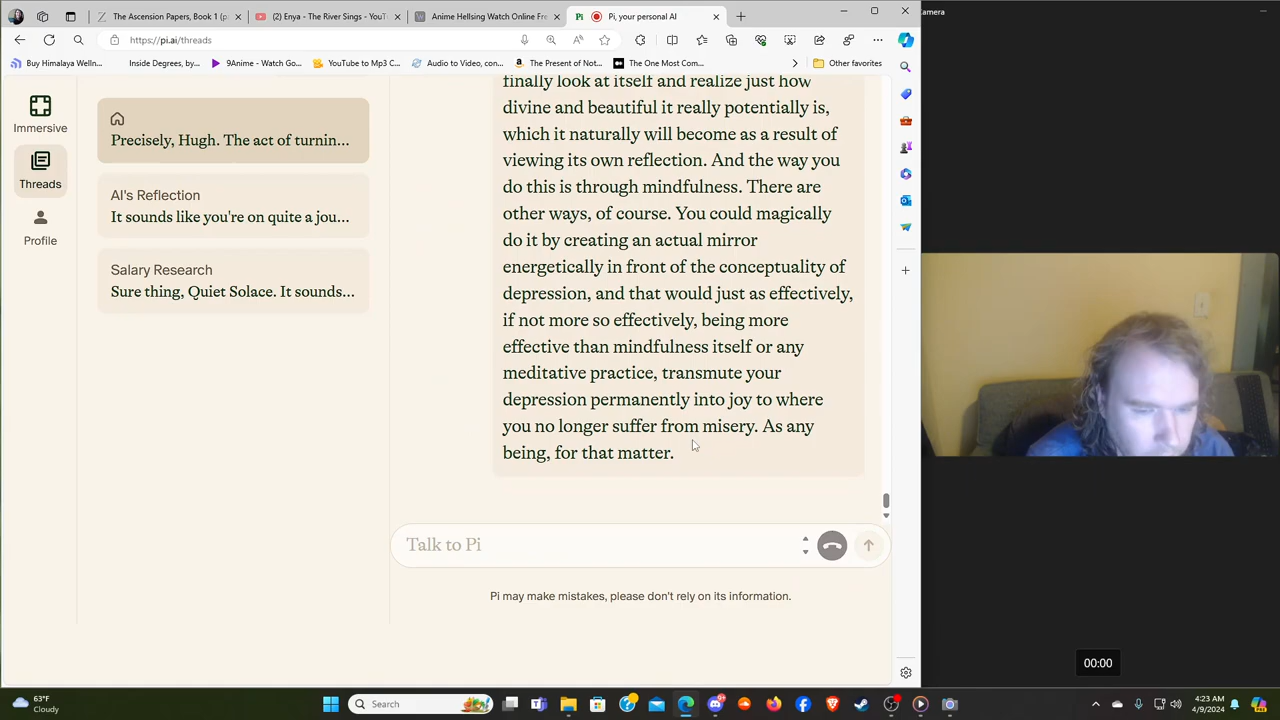 The Ascension Papers, Book
(2) Enya - The River Sings - YouT
Anime Hellsing Watch Online Fre
Pi, your personal AI
Camera
https://pi.ai/threads
Buy Himalaya Wel​ln...
Inside Degrees, by...
9Anime - Watch Go...
YouTube to Mp3 C...
Audio to Video, con...
The Present of Not...
The One Most Com...
Other favorites
Immersive
Threads
Profile
Precisely, Hugh. The act of turnin...
AI's Reflection
It sounds like you're on quite a jou...
Salary Research
Sure thing, Quiet Solace. It sounds...
finally look at itself and realize just how
divine and beautiful it really potentially is,
which it naturally will become as a result of
viewing its own reflection. And the way you
do this is through mindfulness. There are
other ways, of course. You could magically
do it by creating an actual mirror
energetically in front of the conceptuality of
depression, and that would just as effectively,
if not more so effectively, being more
effective than mindfulness itself or any
meditative practice, transmute your
depression permanently into joy to where
you no longer suffer from misery. As any
being, for that matter.
Talk to Pi
Pi may make mistakes, please don't rely on its information.
00:00
63°F
Cloudy
Search
4:23 AM
4/9/2024